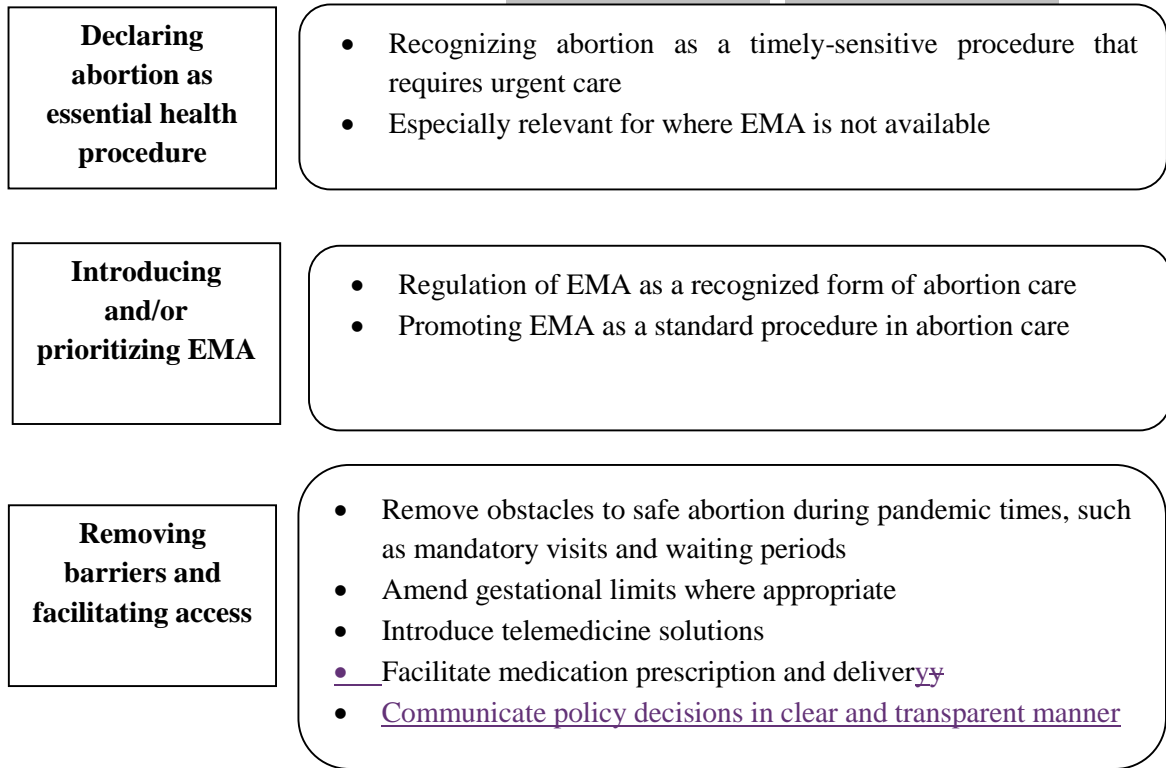 Declaring
abortion as
essential health
procedure
• Recognizing abortion as a timely-sensitive procedure that
requires urgent care
• Especially relevant for where EMA is not available
Introducing
and/or
prioritizing EMA
• Regulation of EMA as a recognized form of abortion care
• Promoting EMA as a standard procedure in abortion care
Removing
barriers and
facilitating access
• Remove obstacles to safe abortion during pandemic times, such
as mandatory visits and waiting periods
• Amend gestational limits where appropriate
• Introduce telemedicine solutions
• Facilitate medication prescription and deliveryy
• Communicate policy decisions in clear and transparent manner